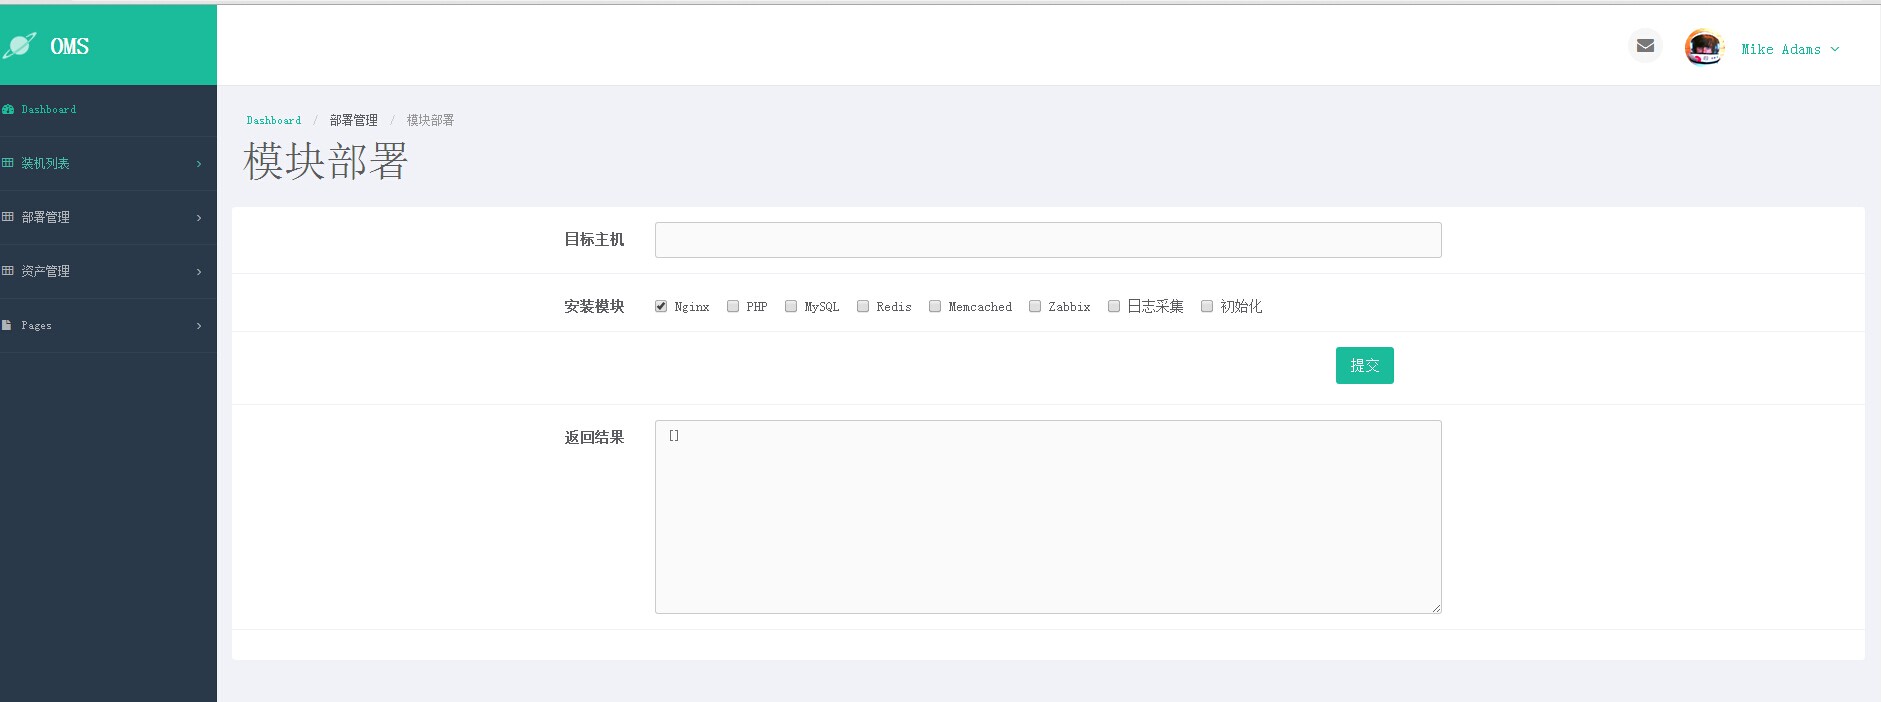 OMS
Mike Adams
Dashboard
装机列表
部署管理
资产管理
Pages
Dashboard / 部署管理 / 模块部署
模块部署
目标主机
安装模块 Nginx PHP MySQL Redis Memcached Zabbix 日志采集 初始化
提交
返回结果 []